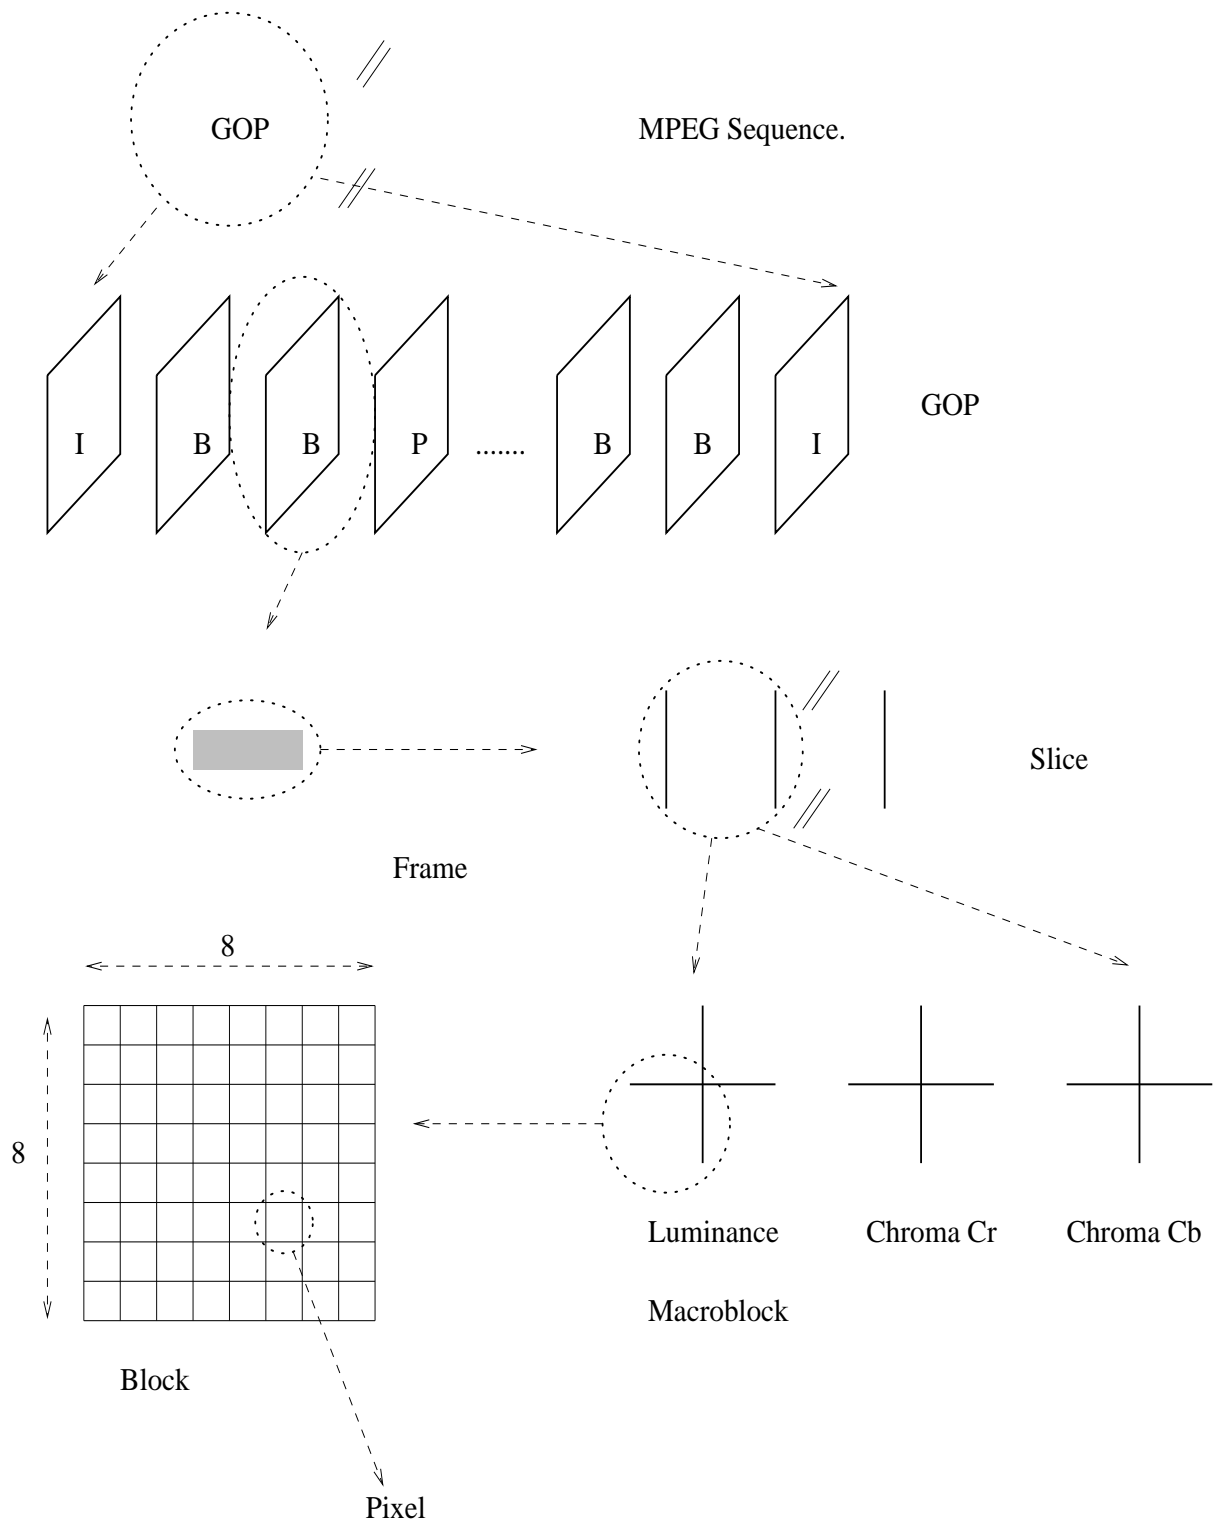 GOP
MPEG Sequence.
I B B P ....... B B I
GOP
Slice
Frame
8
8
Luminance
Chroma Cr
Chroma Cb
Macroblock
Block
Pixel